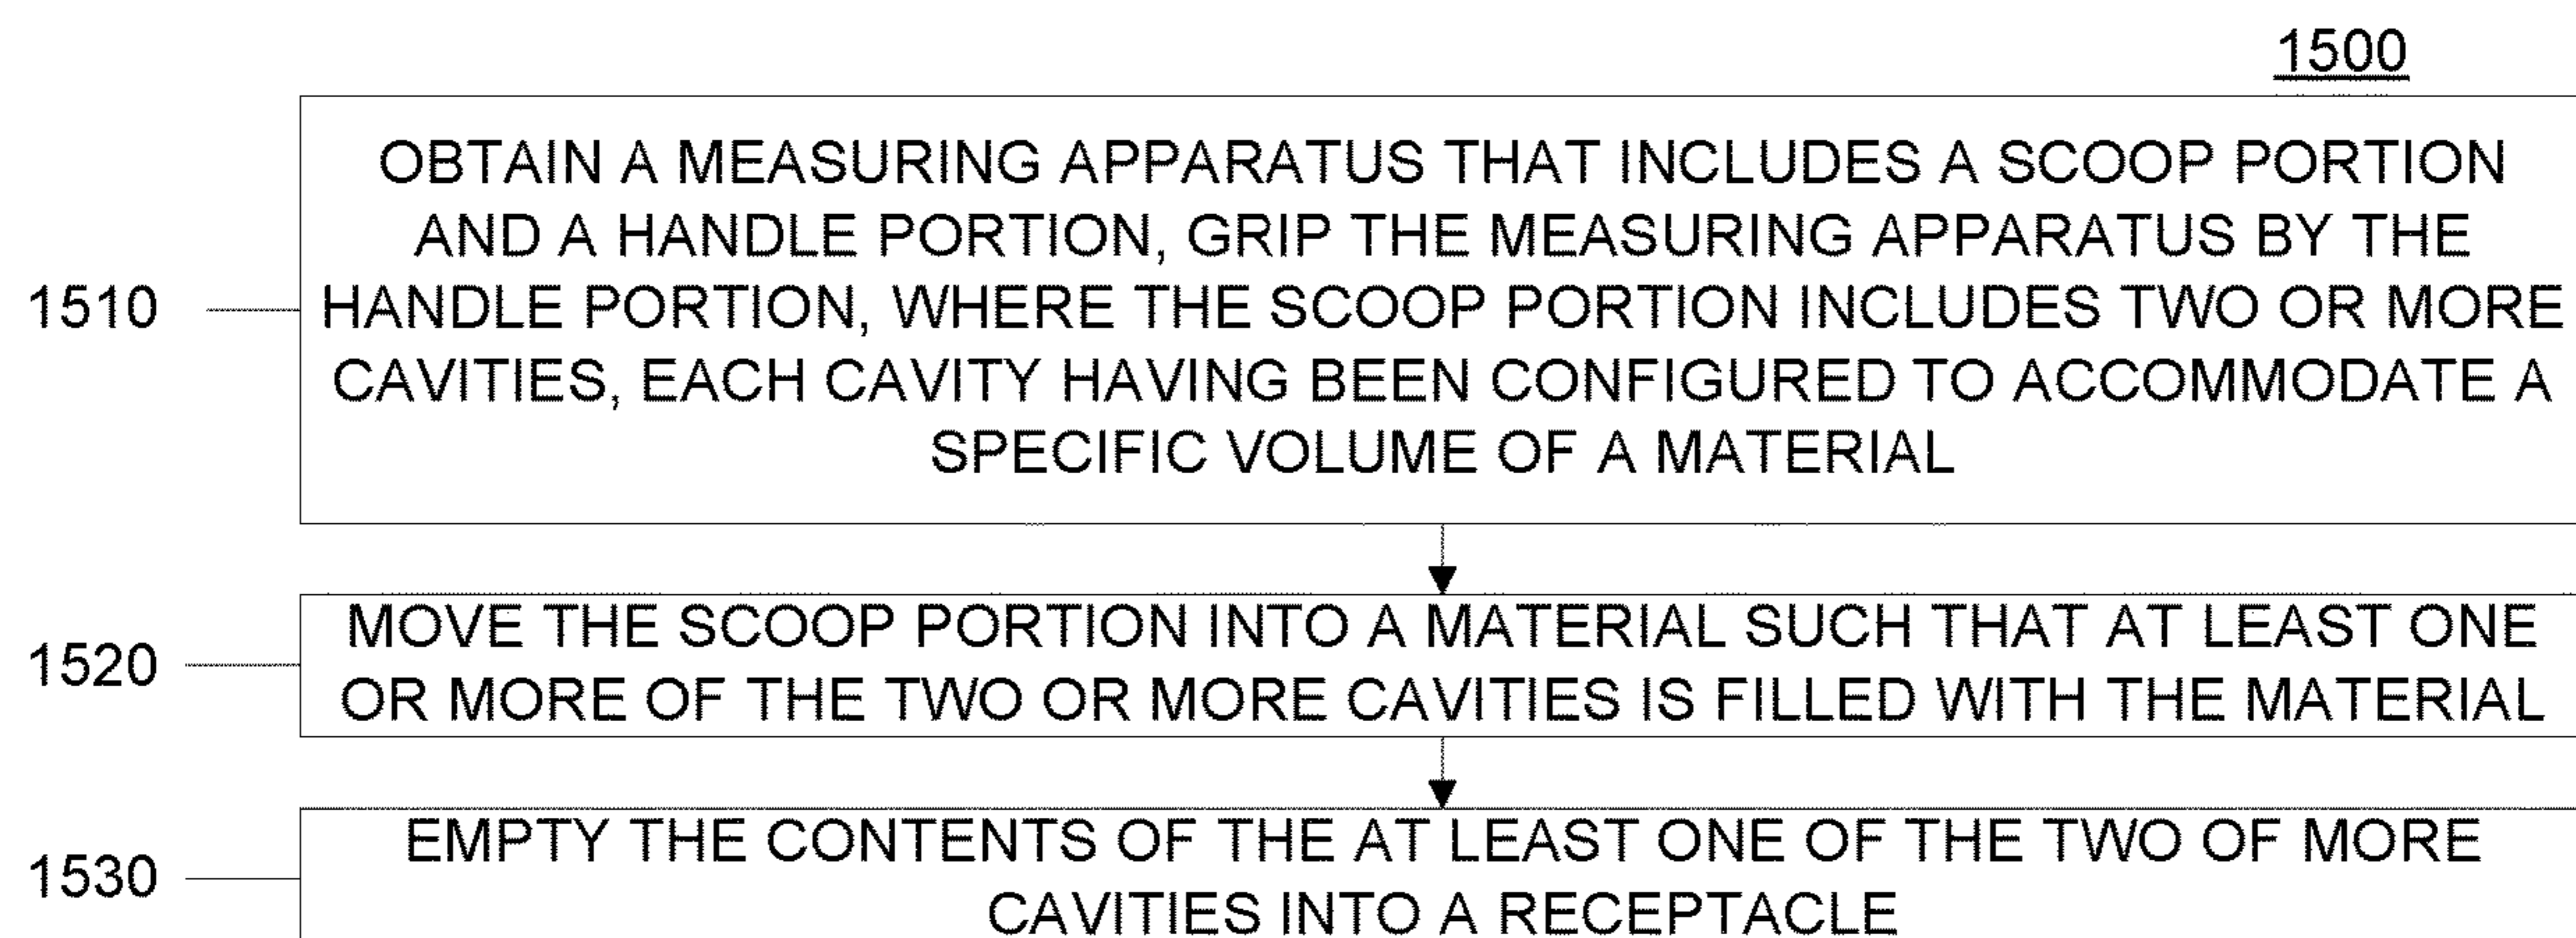 1500
OBTAIN A MEASURING APPARATUS THAT INCLUDES A SCOOP PORTION
AND A HANDLE PORTION, GRIP THE MEASURING APPARATUS BY THE
1510
HANDLE PORTION, WHERE THE SCOOP PORTION INCLUDES TWO OR MORE
CAVITIES, EACH CAVITY HAVING BEEN CONFIGURED TO ACCOMMODATE A
SPECIFIC VOLUME OF A MATERIAL
1520
MOVE THE SCOOP PORTION INTO A MATERIAL SUCH THAT AT LEAST ONE
OR MORE OF THE TWO OR MORE CAVITIES IS FILLED WITH THE MATERIAL
1530
EMPTY THE CONTENTS OF THE AT LEAST ONE OF THE TWO OF MORE
CAVITIES INTO A RECEPTACLE